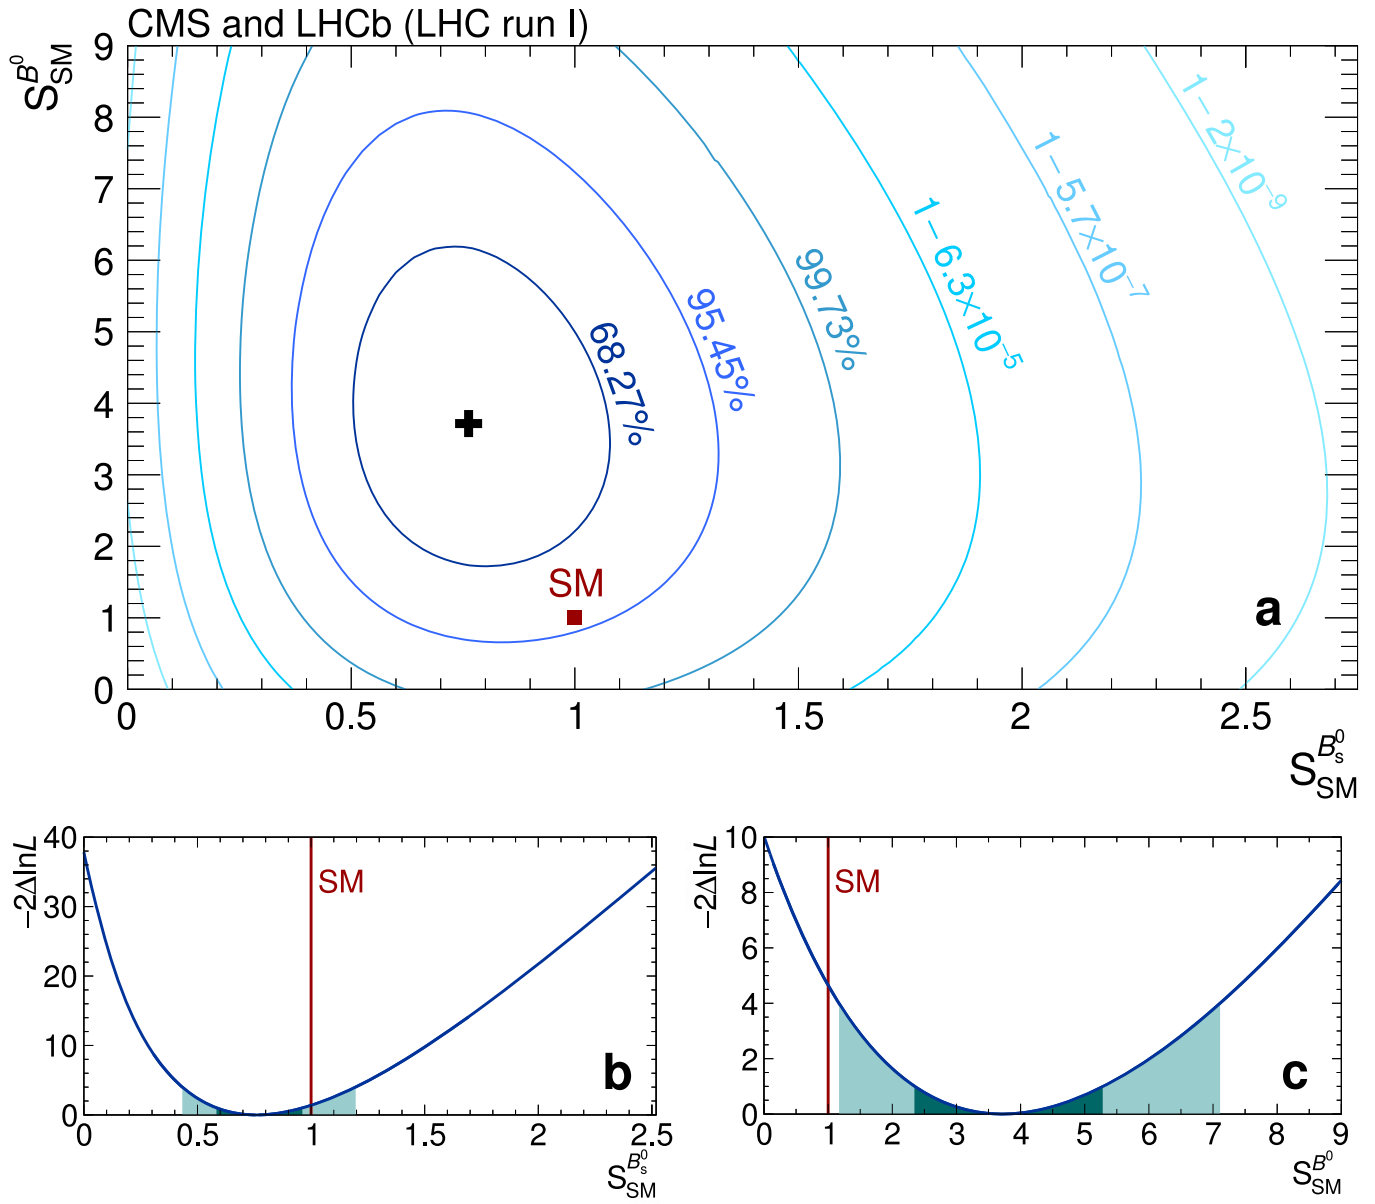 CMS and LHCb (LHC run I)
S_SM^{B^0}
9
8
7
6
5
4
3
2
1
0
68.27%
95.45%
99.73%
1−6.3×10⁻⁵
1−5.7×10⁻⁷
1−2×10⁻⁹
SM
a
0 0.5 1 1.5 2 2.5
S_SM^{B_s^0}
−2ΔlnL
40
30
20
10
0
SM
b
0 0.5 1 1.5 2 2.5
S_SM^{B_s^0}
−2ΔlnL
10
8
6
4
2
0
SM
c
0 1 2 3 4 5 6 7 8 9
S_SM^{B^0}